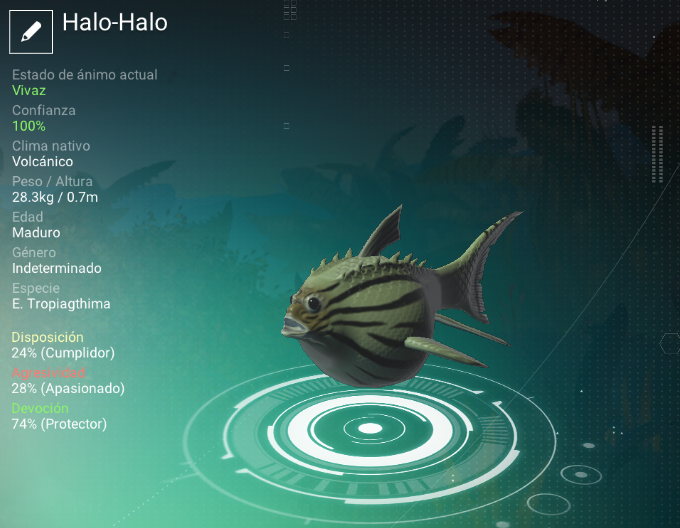 Halo-Halo
Estado de ánimo actual
Vivaz
Confianza
100%
Clima nativo
Volcánico
Peso / Altura
28.3kg / 0.7m
Edad
Maduro
Género
Indeterminado
Especie
E. Tropiagthima
Disposición
24% (Cumplidor)
Agresividad
28% (Apasionado)
Devoción
74% (Protector)